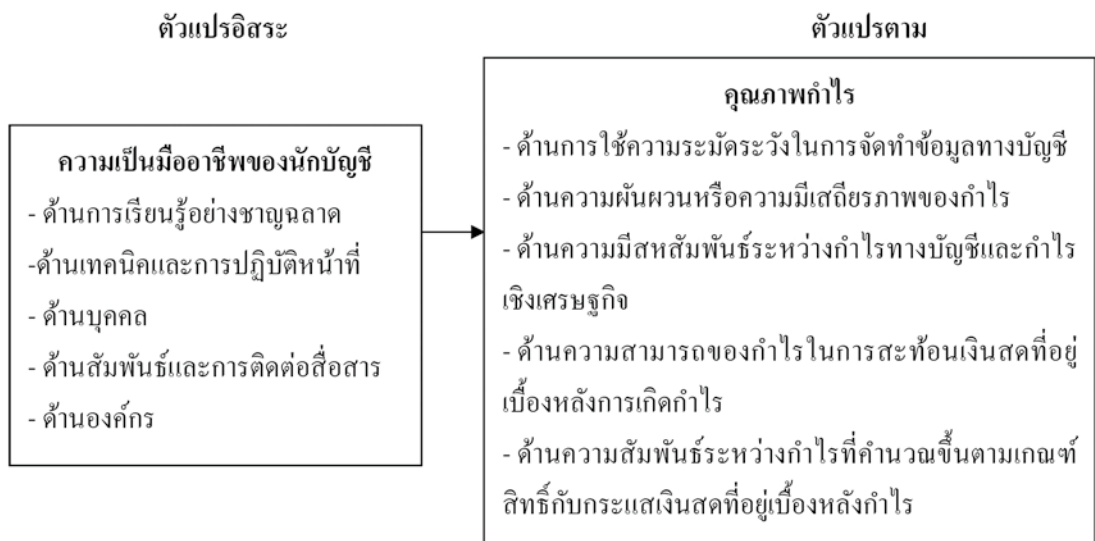 ตัวแปรอิสระ
ตัวแปรตาม
ความเป็นมืออาชีพของนักบัญชี
- ด้านการเรียนรู้อย่างชาญฉลาด
-ด้านเทคนิคและการปฏิบัติหน้าที่
- ด้านบุคคล
- ด้านสัมพันธ์และการติดต่อสื่อสาร
- ด้านองค์กร
คุณภาพกำไร
- ด้านการใช้ความระมัดระวังในการจัดทำข้อมูลทางบัญชี
- ด้านความผันผวนหรือความมีเสถียรภาพของกำไร
- ด้านความมีสหสัมพันธ์ระหว่างกำไรทางบัญชีและกำไร
เชิงเศรษฐกิจ
- ด้านความสามารถของกำไรในการสะท้อนเงินสดที่อยู่
เบื้องหลังการเกิดกำไร
- ด้านความสัมพันธ์ระหว่างกำไรที่คำนวณขึ้นตามเกณฑ์
สิทธิ์กับกระแสเงินสดที่อยู่เบื้องหลังกำไร